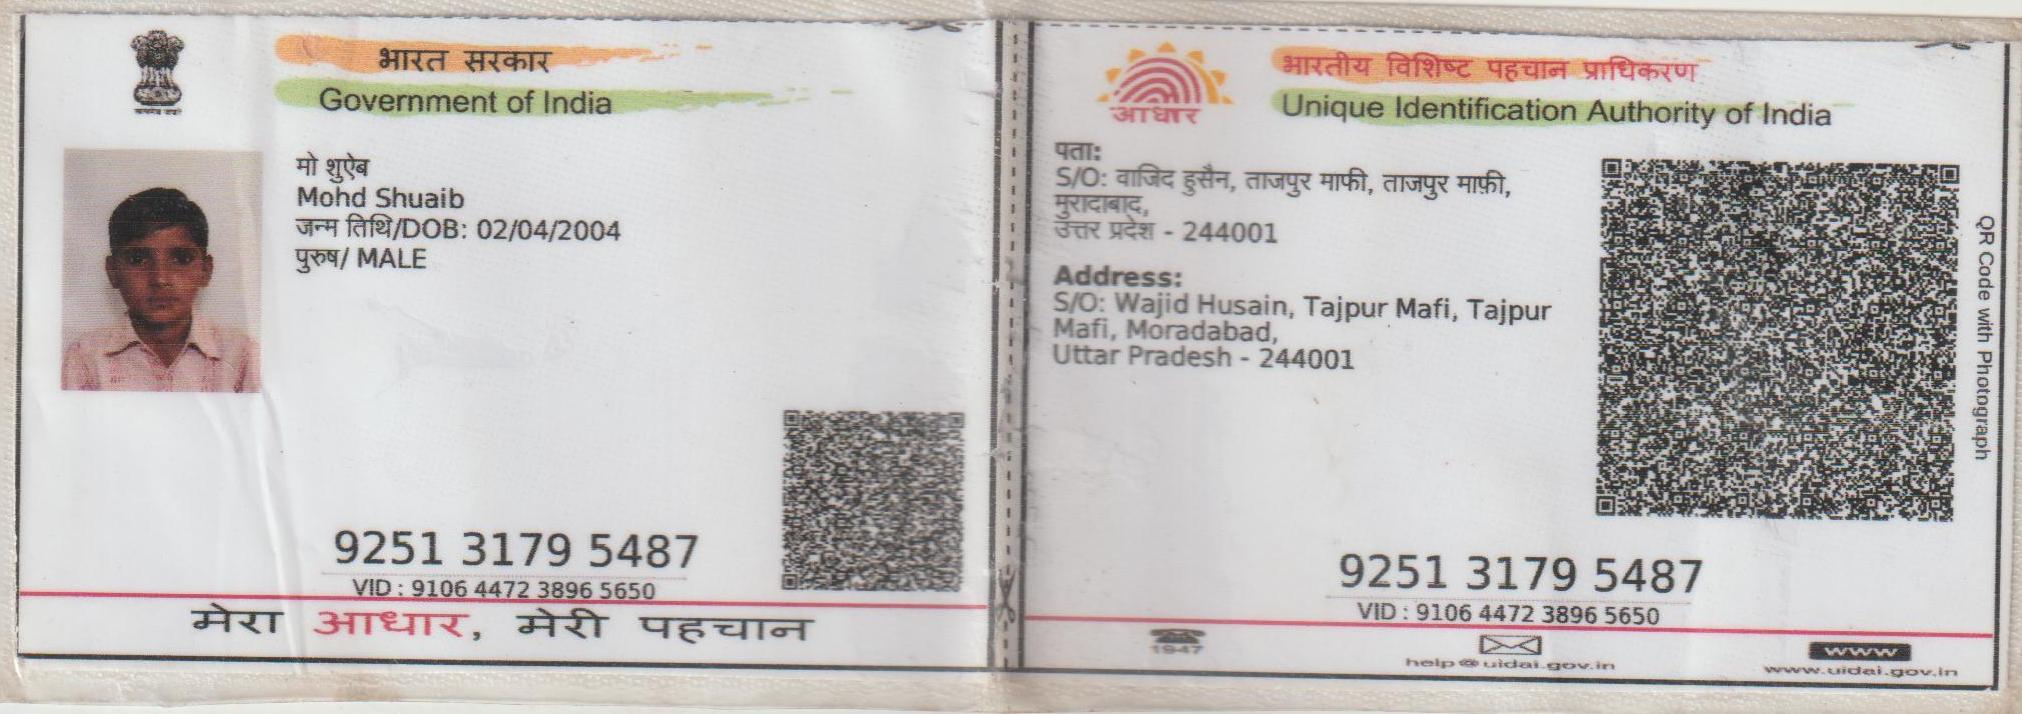 भारत सरकार
Government of India
मो शुऐब
Mohd Shuaib
जन्म तिथि/DOB: 02/04/2004
पुरुष/ MALE
9251 3179 5487
VID : 9106 4472 3896 5650
मेरा आधार, मेरी पहचान
आधार
भारतीय विशिष्ट पहचान प्राधिकरण
Unique Identification Authority of India
पता:
S/O: वाजिद हुसैन, ताजपुर माफी, ताजपुर माफ़ी,
मुरादाबाद,
उत्तर प्रदेश - 244001
Address:
S/O: Wajid Husain, Tajpur Mafi, Tajpur
Mafi, Moradabad,
Uttar Pradesh - 244001
QR Code with Photograph
9251 3179 5487
VID : 9106 4472 3896 5650
1947
help@uidai.gov.in
www
www.uidai.gov.in